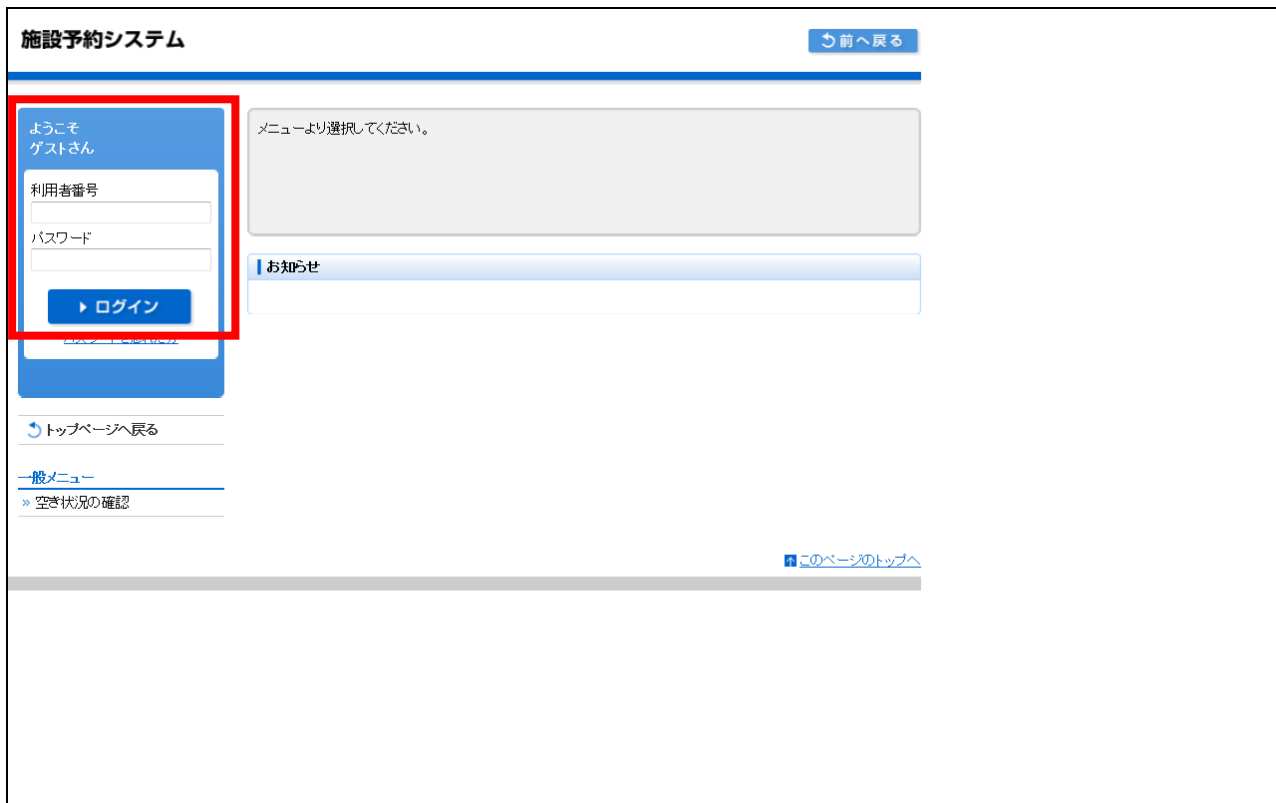 施設予約システム
前へ戻る
ようこそ
ゲストさん
利用者番号
パスワード
ログイン
メニューより選択してください。
お知らせ
トップページへ戻る
一般メニュー
» 空き状況の確認
このページのトップへ